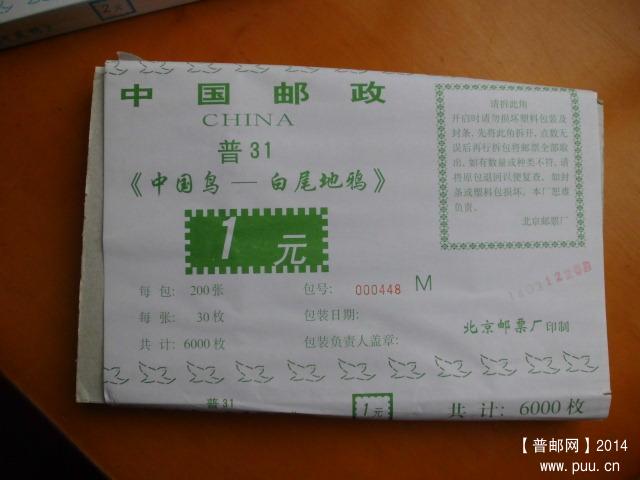 2元
中国邮政
CHINA
普31
《中国鸟—白尾地鸦》
1元
每包: 200张
每张: 30枚
共计: 6000枚
包号: 000448 M
包装日期:
包装负责人盖章:
请拆此角
开启时请勿损坏塑料包装及
封条,先将此角拆开,点数无
误后再行拆包将邮票全部取
出,如有数量或种类不符,请
将原包退回以便复查。如封
条或塑料包损坏,本厂恕难
负责。
北京邮票厂
北京邮票厂印制
普31
1元
共计: 6000枚
【普邮网】2014
www.puu.cn